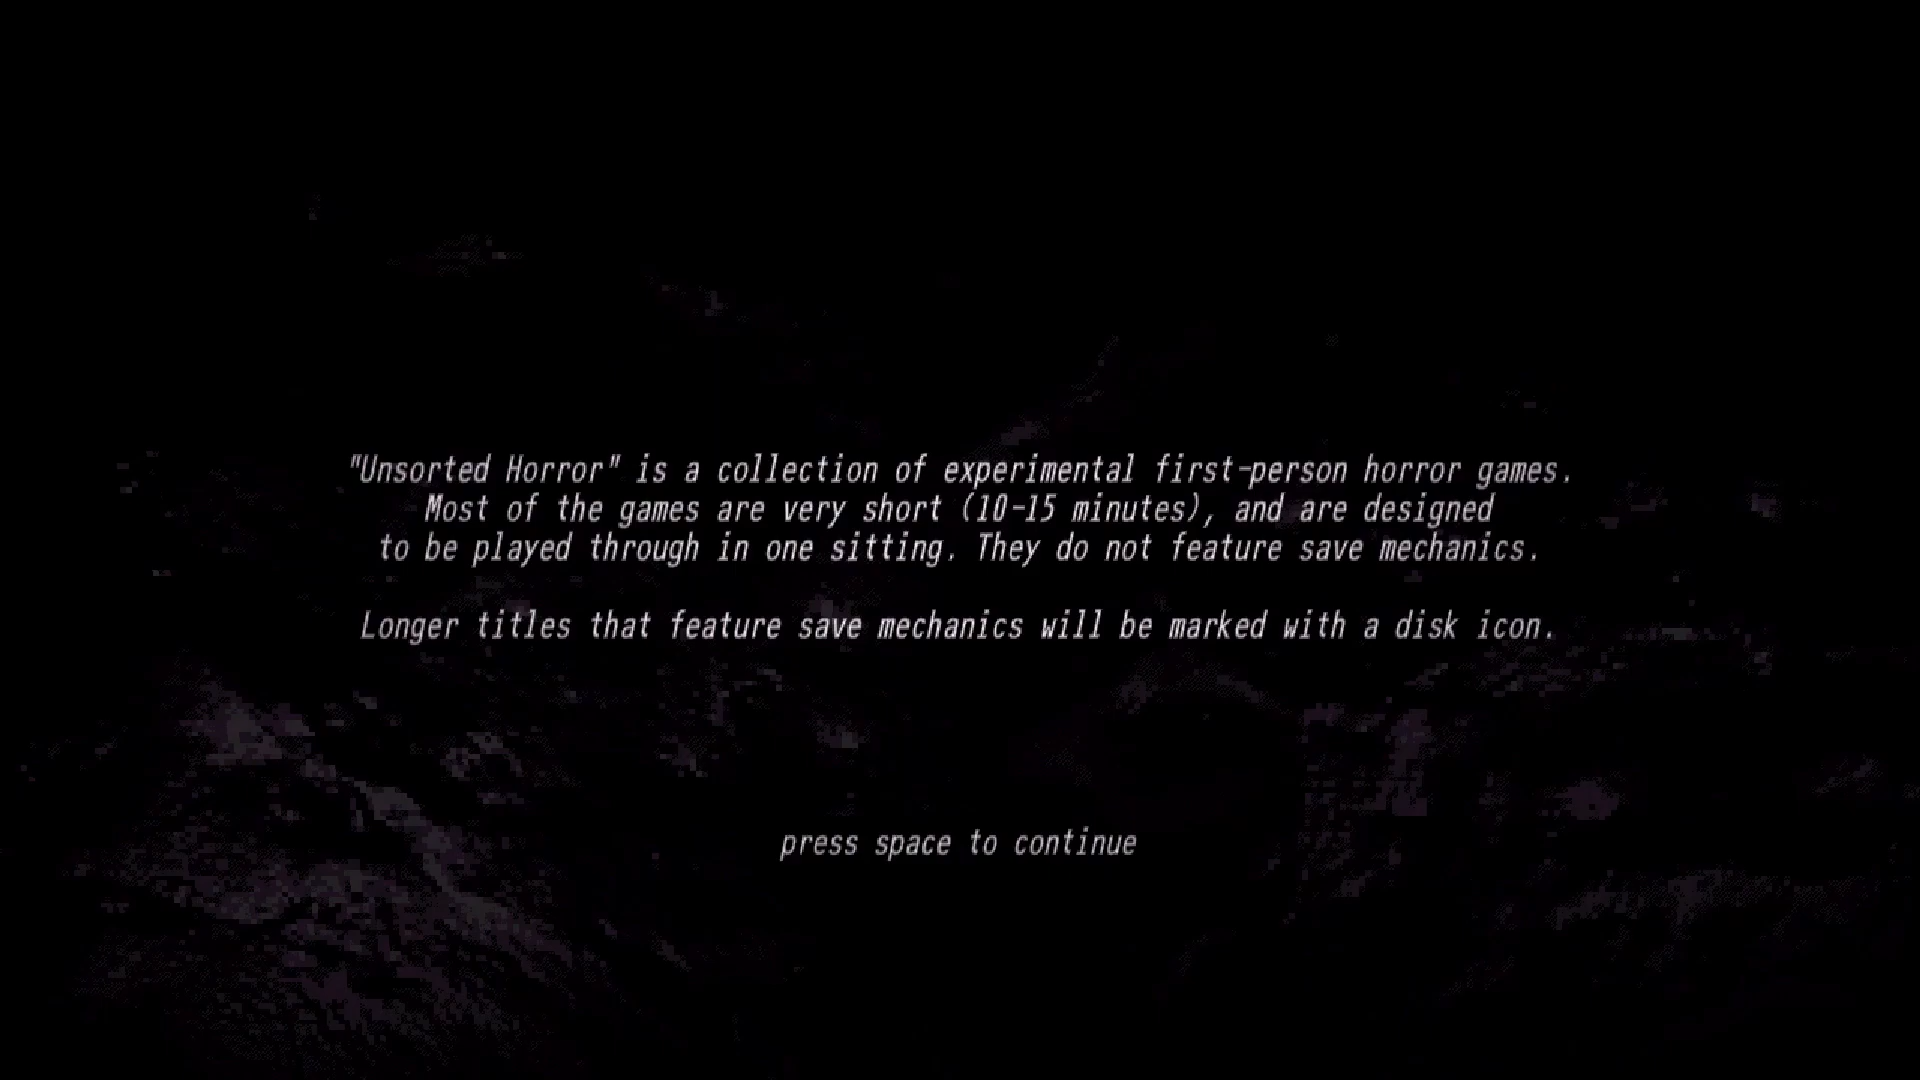 "Unsorted Horror" is a collection of experimental first-person horror games.
Most of the games are very short (10-15 minutes), and are designed
to be played through in one sitting. They do not feature save mechanics.
Longer titles that feature save mechanics will be marked with a disk icon.
press space to continue